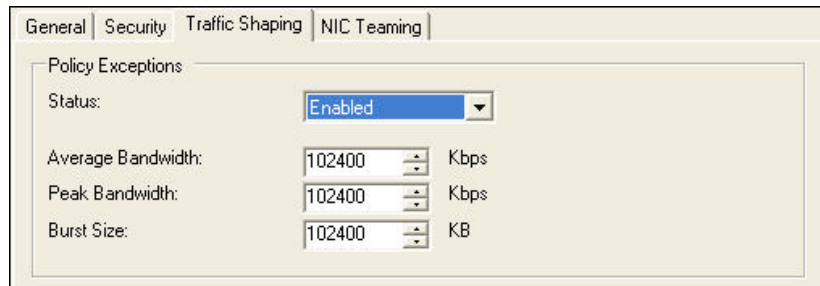 General Security Traffic Shaping NIC Teaming
Policy Exceptions
Status: Enabled
Average Bandwidth: 102400 Kbps
Peak Bandwidth: 102400 Kbps
Burst Size: 102400 KB